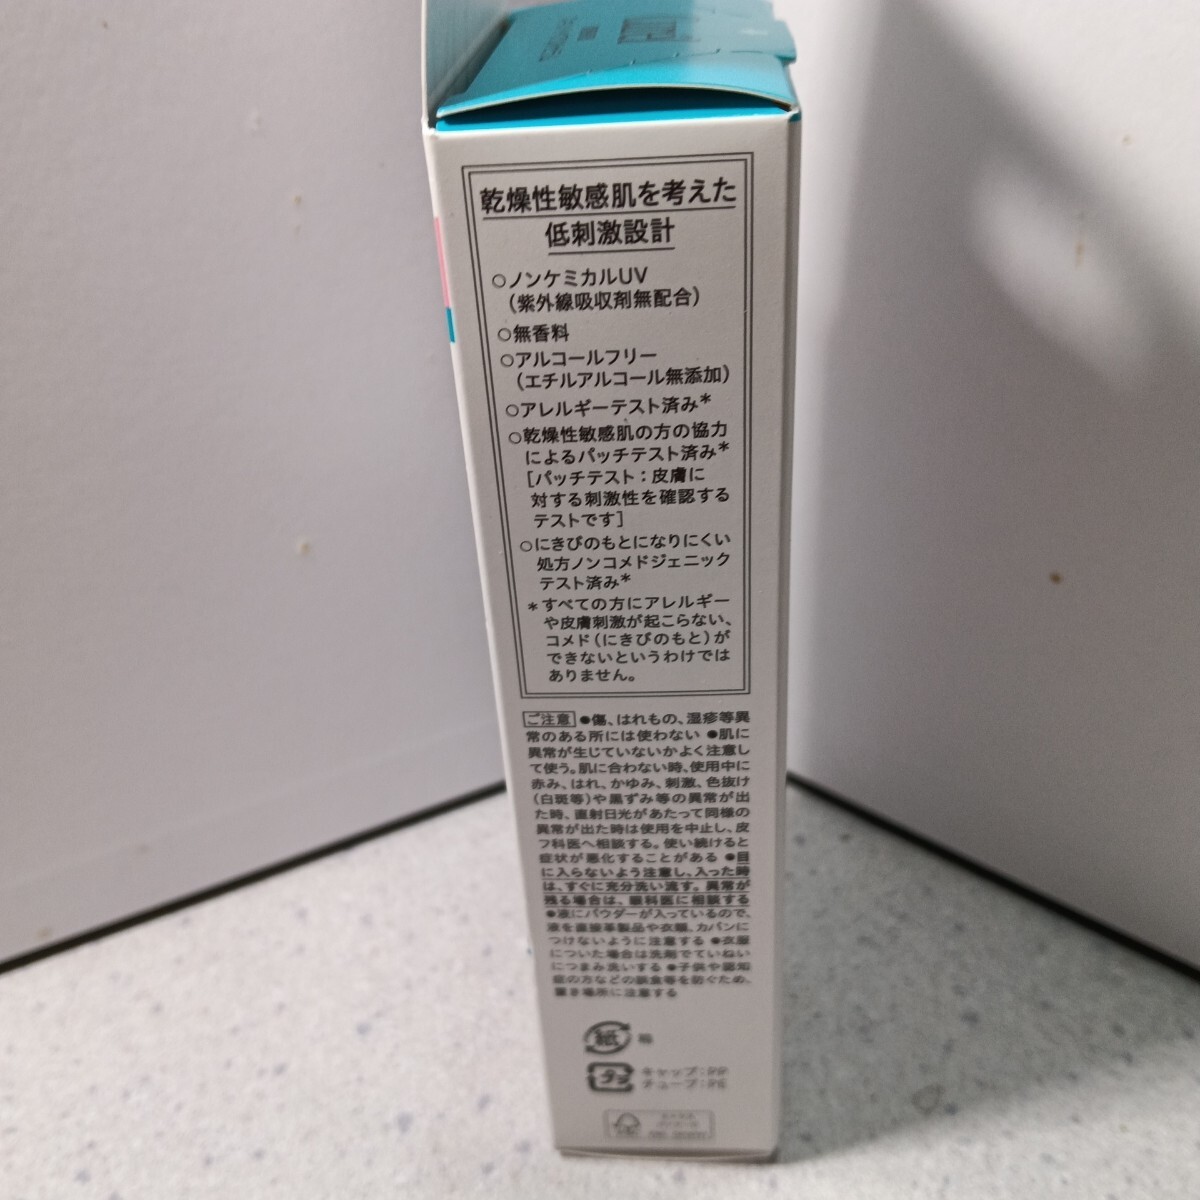 乾燥性敏感肌を考えた
低刺激設計
○ノンケミカルUV
（紫外線吸収剤無配合）
○無香料
○アルコールフリー
（エチルアルコール無添加）
○アレルギーテスト済み*
○乾燥性敏感肌の方の協力
によるパッチテスト済み*
［パッチテスト：皮膚に
対する刺激性を確認する
テストです］
○にきびのもとになりにくい
処方ノンコメドジェニック
テスト済み*
*すべての方にアレルギー
や皮膚刺激が起こらない、
コメド（にきびのもと）が
できないというわけでは
ありません。
ご注意 ●傷、はれもの、湿疹等異
常のある所には使わない ●肌に
異常が生じていないかよく注意し
て使う。肌に合わない時、使用中に
赤み、はれ、かゆみ、刺激、色抜け
（白斑等）や黒ずみ等の異常が出
た時、直射日光があたって同様の
異常が出た時は使用を中止し、皮
フ科医へ相談する。使い続けると
症状が悪化することがある ●目
に入らないよう注意し、入った時
は、すぐに充分洗い流す。異常が
残る場合は、眼科医に相談する
●液にパウダーが入っているので、
液を直接革製品や衣類、カバンに
つけないように注意する ●衣服
についた場合は洗剤でていねい
につまみ洗いする ●子供や認知
症の方などの誤食等を防ぐため、
置き場所に注意する
紙 箱
プラ キャップ：PP
チューブ：PE